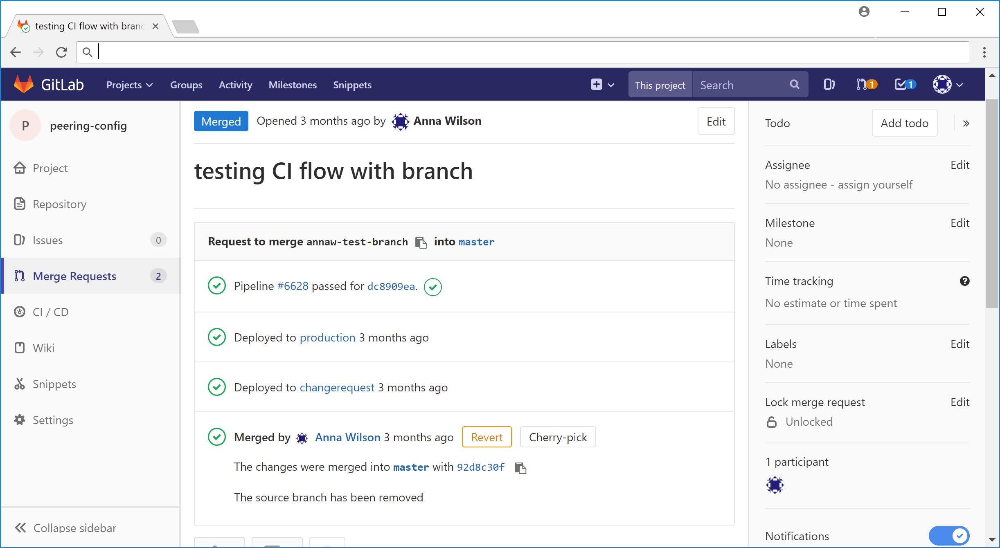 testing CI flow with branc
GitLab Projects Groups Activity Milestones Snippets This project Search 1 1
P peering-config
Project
Repository
Issues 0
Merge Requests 2
CI / CD
Wiki
Snippets
Settings
Collapse sidebar
Merged Opened 3 months ago by Anna Wilson Edit
testing CI flow with branch
Request to merge annaw-test-branch into master
Pipeline #6628 passed for dc8909ea.
Deployed to production 3 months ago
Deployed to changerequest 3 months ago
Merged by Anna Wilson 3 months ago Revert Cherry-pick
The changes were merged into master with 92d8c30f
The source branch has been removed
Todo Add todo »
Assignee Edit
No assignee - assign yourself
Milestone Edit
None
Time tracking ?
No estimate or time spent
Labels Edit
None
Lock merge request Edit
Unlocked
1 participant
Notifications